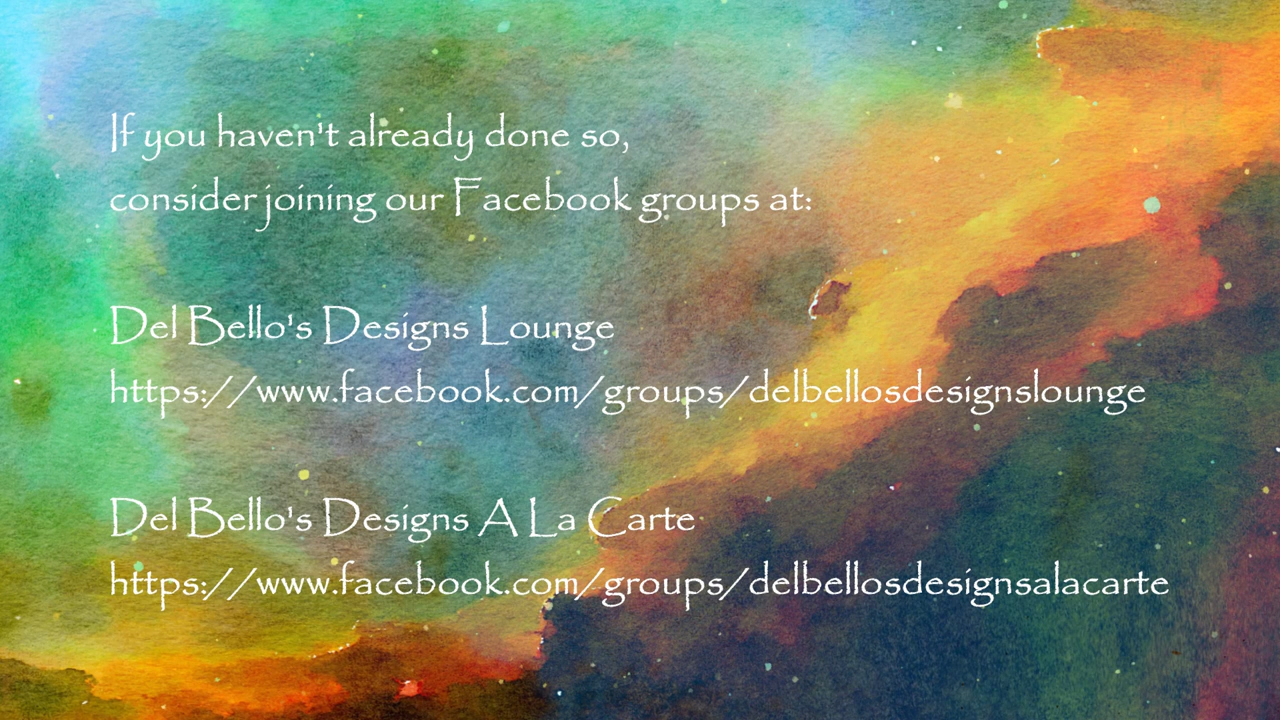 If you haven't already done so,
consider joining our Facebook groups at:
Del Bello's Designs Lounge
https://www.facebook.com/groups/delbellosdesignslounge
Del Bello's Designs A La Carte
https://www.facebook.com/groups/delbellosdesignsalacarte